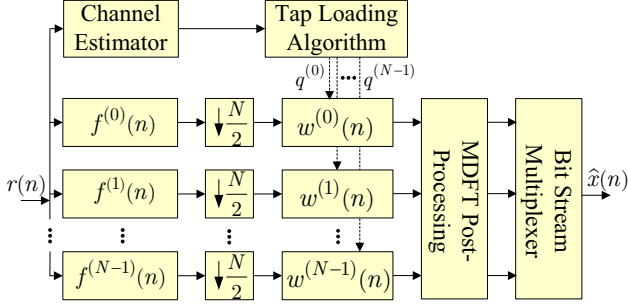 Channel
Estimator
Tap Loading
Algorithm
q^{(0)} ... q^{(N−1)}
f^{(0)}(n) ↓ N/2 w^{(0)}(n)
r(n)
f^{(1)}(n) ↓ N/2 w^{(1)}(n)
f^{(N−1)}(n) ↓ N/2 w^{(N−1)}(n)
MDFT Post-
Processing
Bit Stream
Multiplexer
x̂(n)